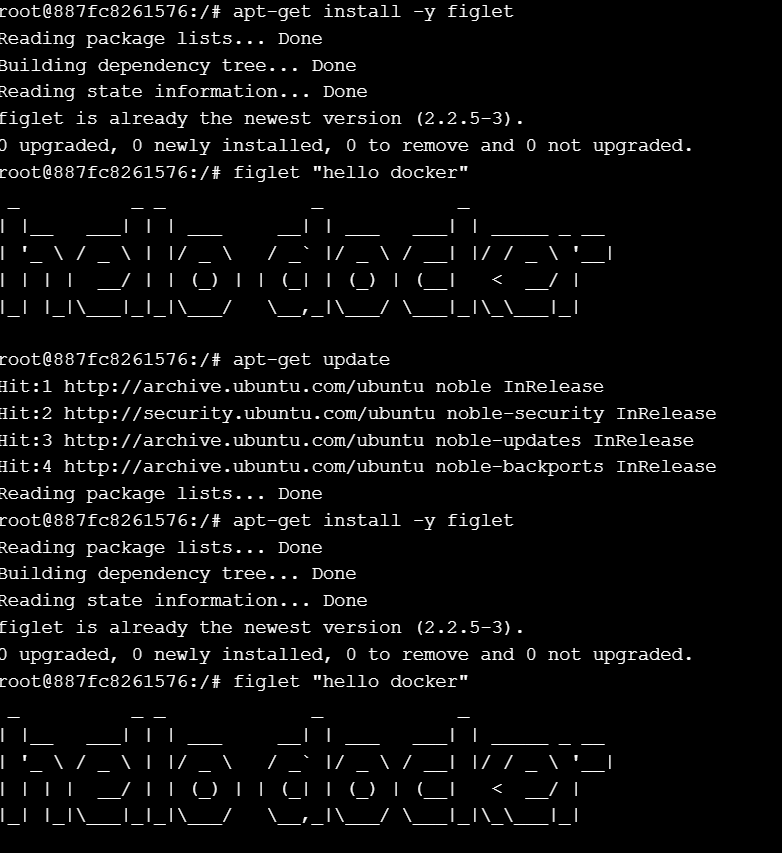 root@887fc8261576:/# apt-get install -y figlet
Reading package lists... Done
Building dependency tree... Done
Reading state information... Done
figlet is already the newest version (2.2.5-3).
0 upgraded, 0 newly installed, 0 to remove and 0 not upgraded.
root@887fc8261576:/# figlet "hello docker"
 _          _ _             _            _
| |__   ___| | | ___     __| | ___   ___| | _____ _ __
| '_ \ / _ \ | |/ _ \   / _` |/ _ \ / __| |/ / _ \ '__|
| | | |  __/ | | (_) | | (_| | (_) | (__|   <  __/ |
|_| |_|\___|_|_|\___/   \__,_|\___/ \___|_|\_\___|_|
root@887fc8261576:/# apt-get update
Hit:1 http://archive.ubuntu.com/ubuntu noble InRelease
Hit:2 http://security.ubuntu.com/ubuntu noble-security InRelease
Hit:3 http://archive.ubuntu.com/ubuntu noble-updates InRelease
Hit:4 http://archive.ubuntu.com/ubuntu noble-backports InRelease
Reading package lists... Done
root@887fc8261576:/# apt-get install -y figlet
Reading package lists... Done
Building dependency tree... Done
Reading state information... Done
figlet is already the newest version (2.2.5-3).
0 upgraded, 0 newly installed, 0 to remove and 0 not upgraded.
root@887fc8261576:/# figlet "hello docker"
 _          _ _             _            _
| |__   ___| | | ___     __| | ___   ___| | _____ _ __
| '_ \ / _ \ | |/ _ \   / _` |/ _ \ / __| |/ / _ \ '__|
| | | |  __/ | | (_) | | (_| | (_) | (__|   <  __/ |
|_| |_|\___|_|_|\___/   \__,_|\___/ \___|_|\_\___|_|